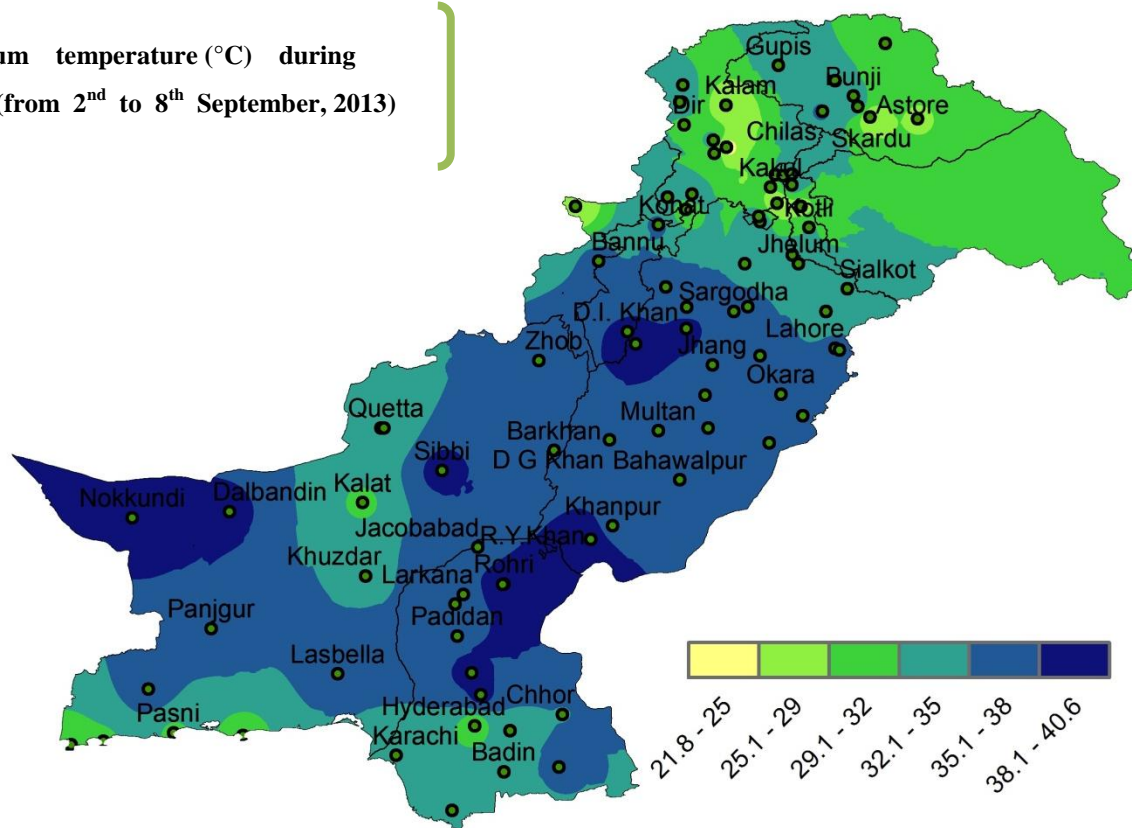 temperature (°C) during
(from 2nd to 8th September, 2013)
Gupis
Bunji
Kalam
Dir
Astore
Chilas
Skardu
Kakul
Kohat
Kotli
Bannu
Jhelum
Sialkot
Sargodha
D.I. Khan
Lahore
Zhob
Jhang
Okara
Quetta
Multan
Barkhan
Sibbi
D G Khan
Bahawalpur
Nokkundi
Dalbandin
Kalat
Khanpur
Jacobabad
R.Y.Khan
Khuzdar
Rohri
Larkana
Panjgur
Padidan
Lasbella
Chhor
Hyderabad
Pasni
Karachi
Badin
21.8 - 25
25.1 - 29
29.1 - 32
32.1 - 35
35.1 - 38
38.1 - 40.6